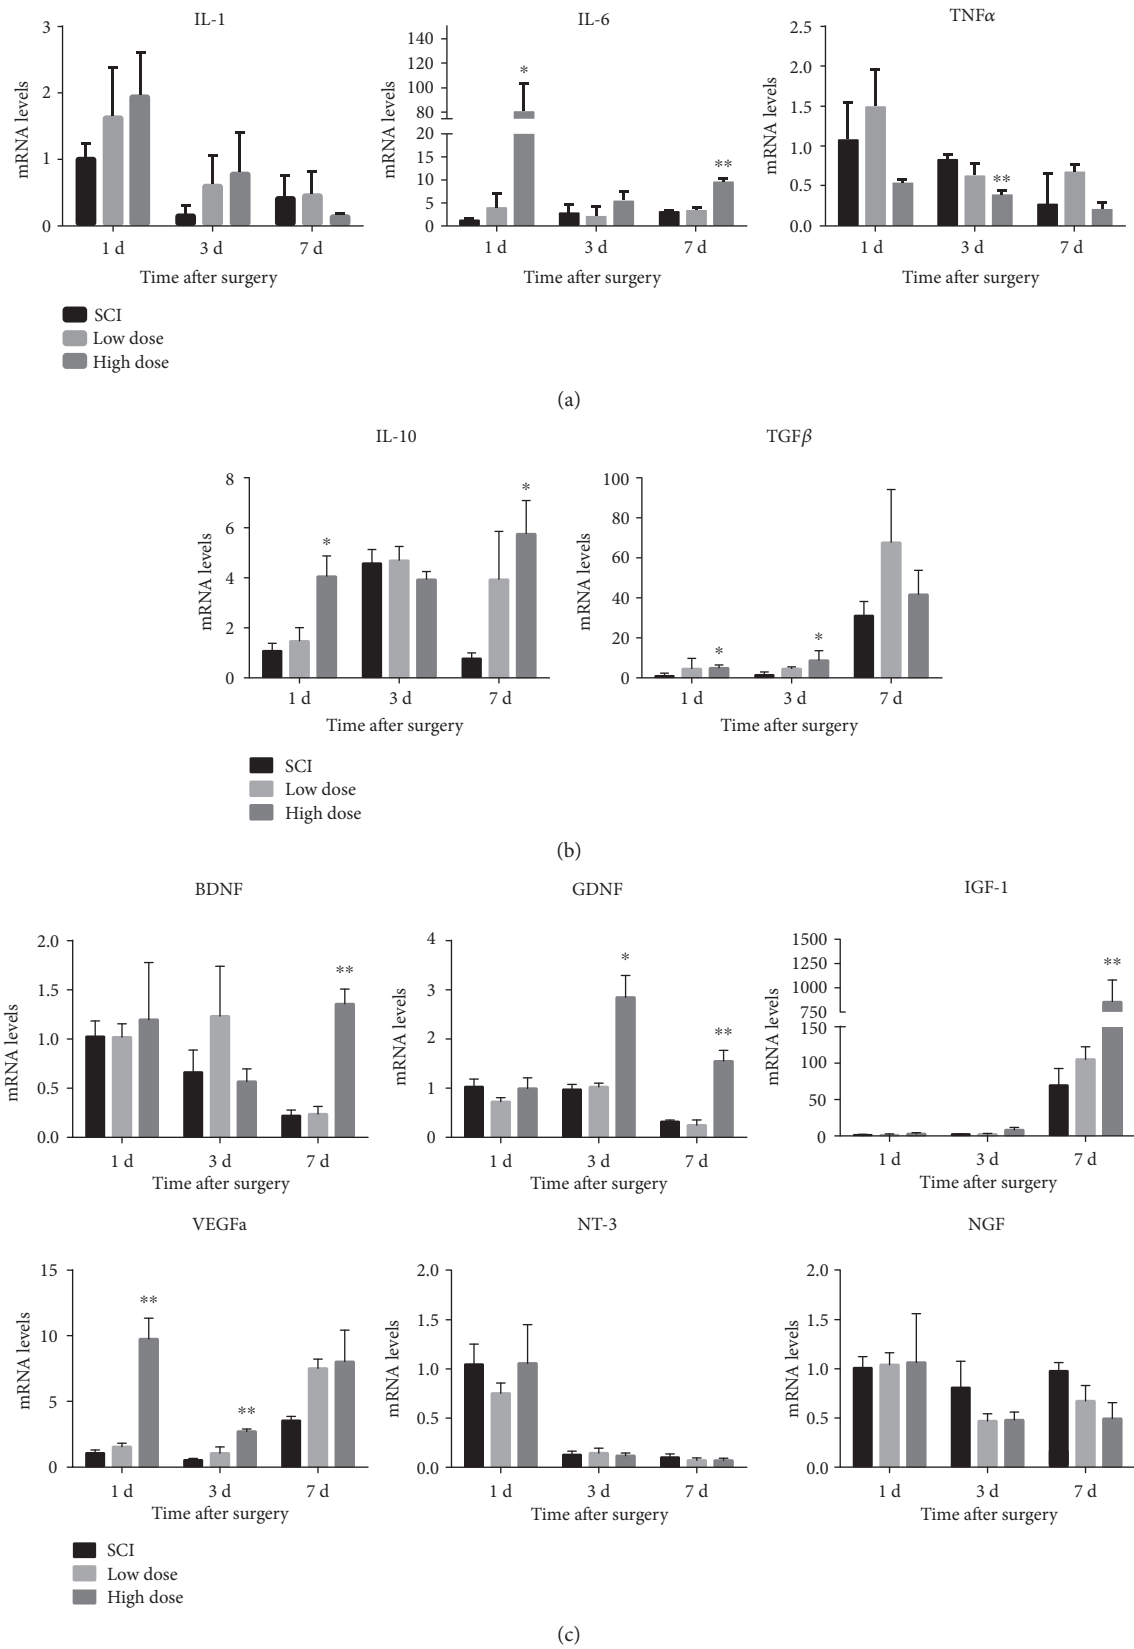 IL-1
IL-6
TNFα
mRNA levels
3
2
1
0
1 d
3 d
7 d
Time after surgery
mRNA levels
140
120
100
80
20
15
10
5
0
*
**
1 d
3 d
7 d
Time after surgery
mRNA levels
2.5
2.0
1.5
1.0
0.5
0.0
**
1 d
3 d
7 d
Time after surgery
SCI
Low dose
High dose
(a)
IL-10
TGFβ
mRNA levels
8
6
4
2
0
*
*
1 d
3 d
7 d
Time after surgery
mRNA levels
100
80
60
40
20
0
*
*
1 d
3 d
7 d
Time after surgery
SCI
Low dose
High dose
(b)
BDNF
GDNF
IGF-1
mRNA levels
2.0
1.5
1.0
0.5
0.0
**
1 d
3 d
7 d
Time after surgery
mRNA levels
4
3
2
1
0
*
**
1 d
3 d
7 d
Time after surgery
mRNA levels
1500
1250
1000
750
150
100
50
0
**
1 d
3 d
7 d
Time after surgery
VEGFa
NT-3
NGF
mRNA levels
15
10
5
0
**
**
1 d
3 d
7 d
Time after surgery
mRNA levels
2.0
1.5
1.0
0.5
0.0
1 d
3 d
7 d
Time after surgery
mRNA levels
2.0
1.5
1.0
0.5
0.0
1 d
3 d
7 d
Time after surgery
SCI
Low dose
High dose
(c)